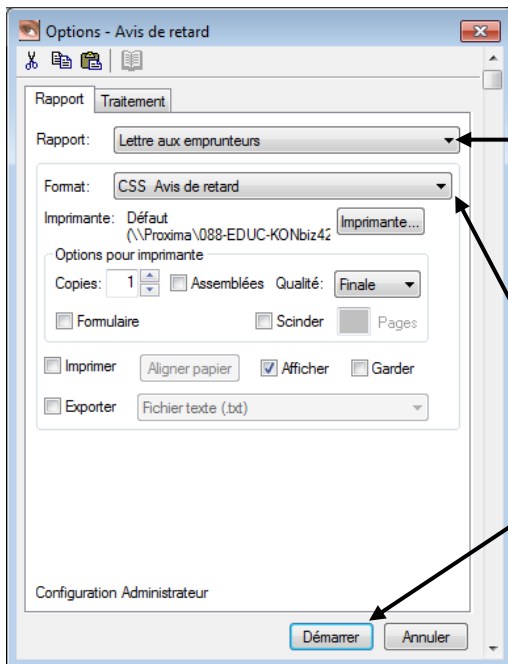 Options - Avis de retard
Rapport Traitement
Rapport: Lettre aux emprunteurs
Format: CSS Avis de retard
Imprimante: Défaut Imprimante...
(\\Proxima\088-EDUC-KONbiz42
Options pour imprimante
Copies: 1 Assemblées Qualité: Finale
Formulaire Scinder Pages
Imprimer Aligner papier Afficher Garder
Exporter Fichier texte (.txt)
Configuration Administrateur
Démarrer Annuler